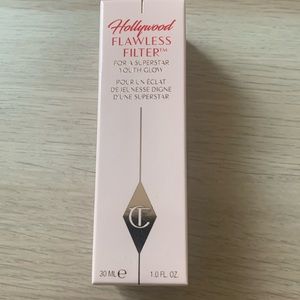 Hollywood
FLAWLESS
FILTER™
FOR A SUPERSTAR
YOUTH GLOW
POUR UN ÉCLAT
DE JEUNESSE DIGNE
D'UNE SUPERSTAR
CT
30 ML ℮ 1.0 FL. OZ.